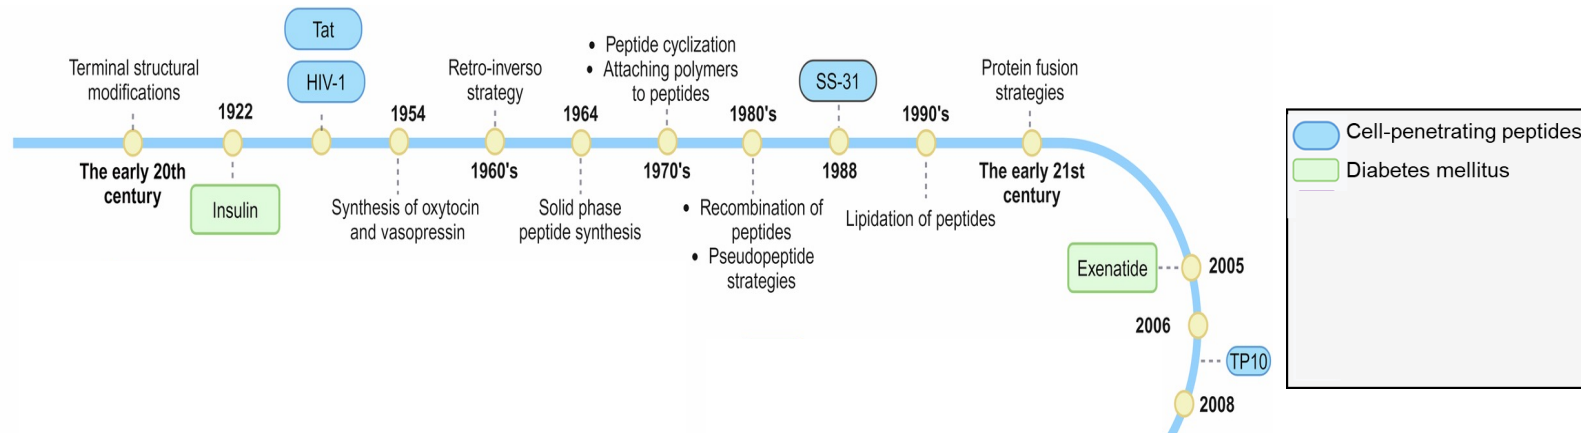 Tat
HIV-1
Terminal structural
modifications
The early 20th
century
1922
Insulin
1954
Synthesis of oxytocin
and vasopressin
Retro-inverso
strategy
1960's
1964
Solid phase
peptide synthesis
• Peptide cyclization
• Attaching polymers
to peptides
1970's
1980's
• Recombination of
peptides
• Pseudopeptide
strategies
SS-31
1988
1990's
Lipidation of peptides
Protein fusion
strategies
The early 21st
century
Exenatide
2005
2006
TP10
2008
Cell-penetrating peptides
Diabetes mellitus